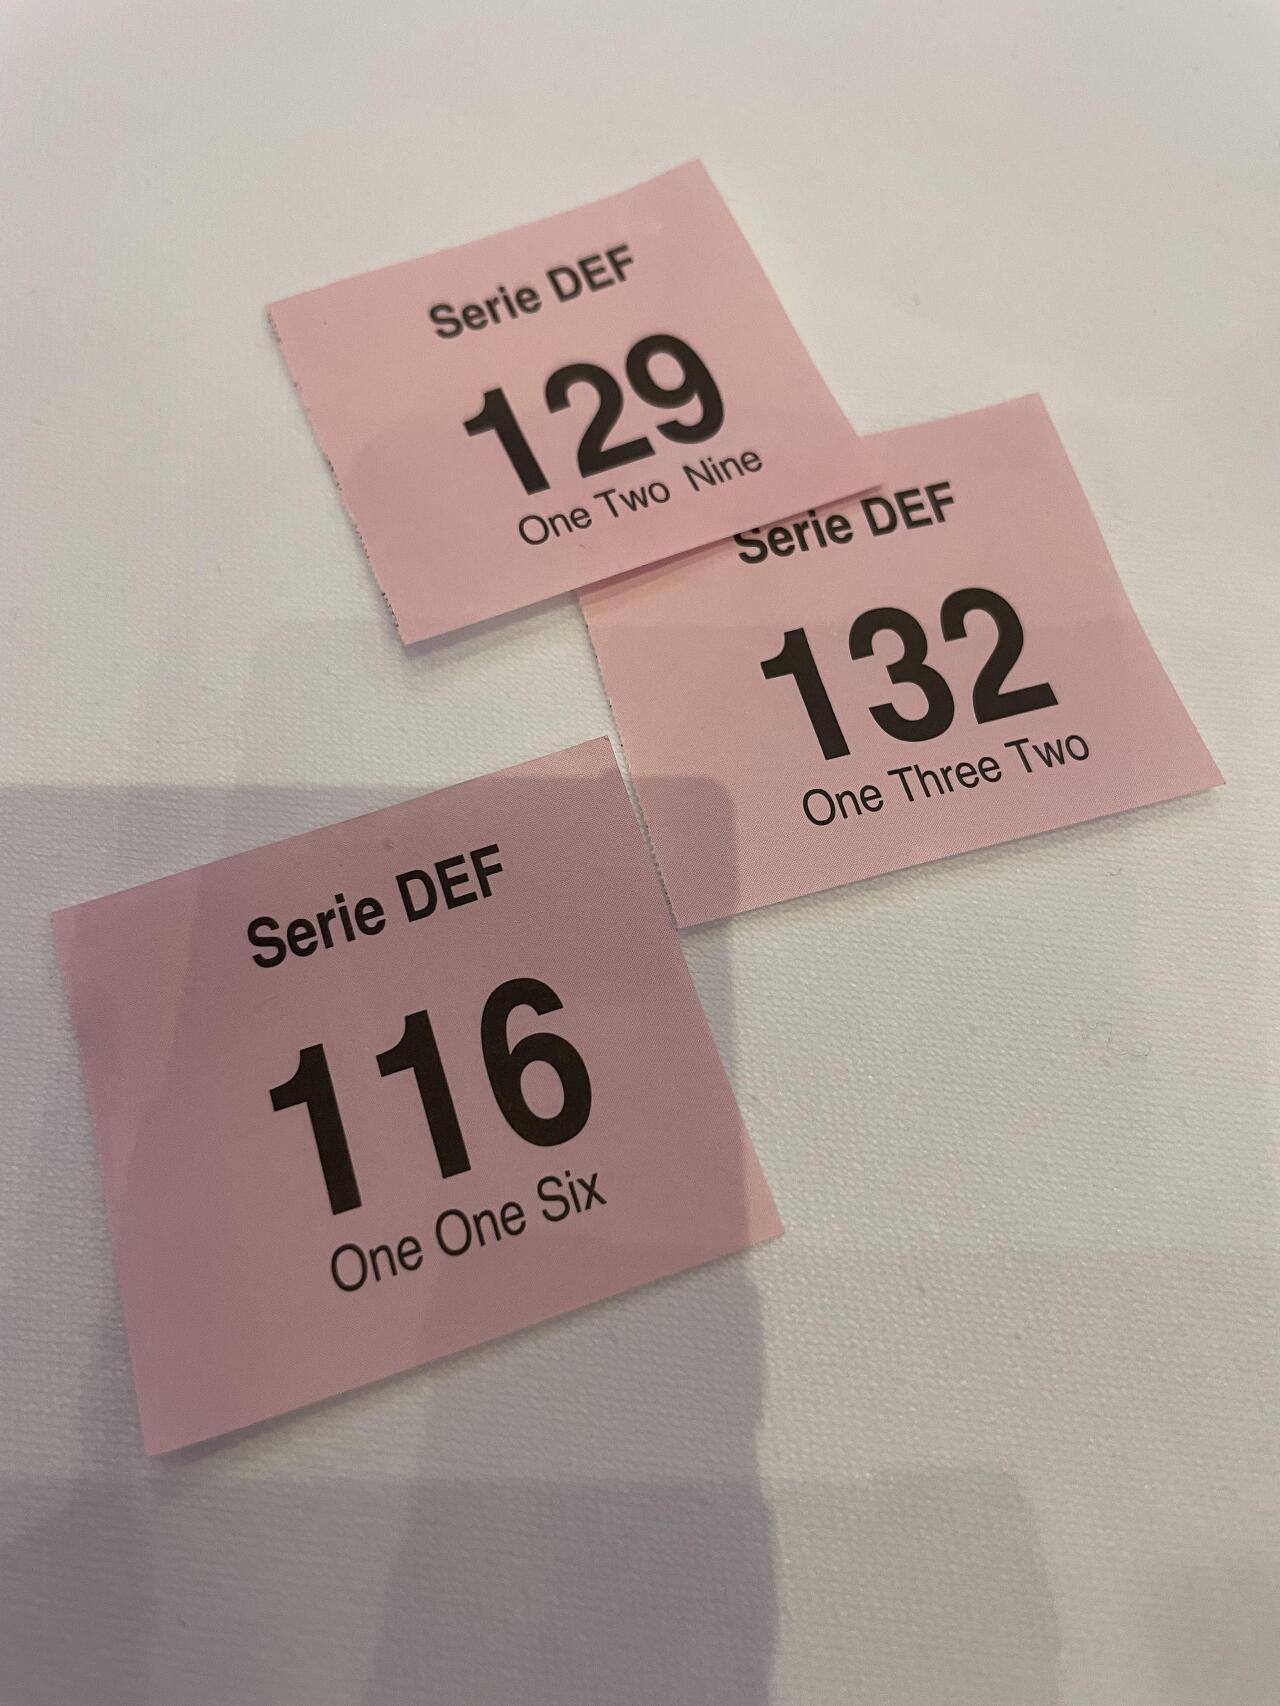 Serie DEF
129
One Two Nine
Serie DEF
132
One Three Two
Serie DEF
116
One One Six